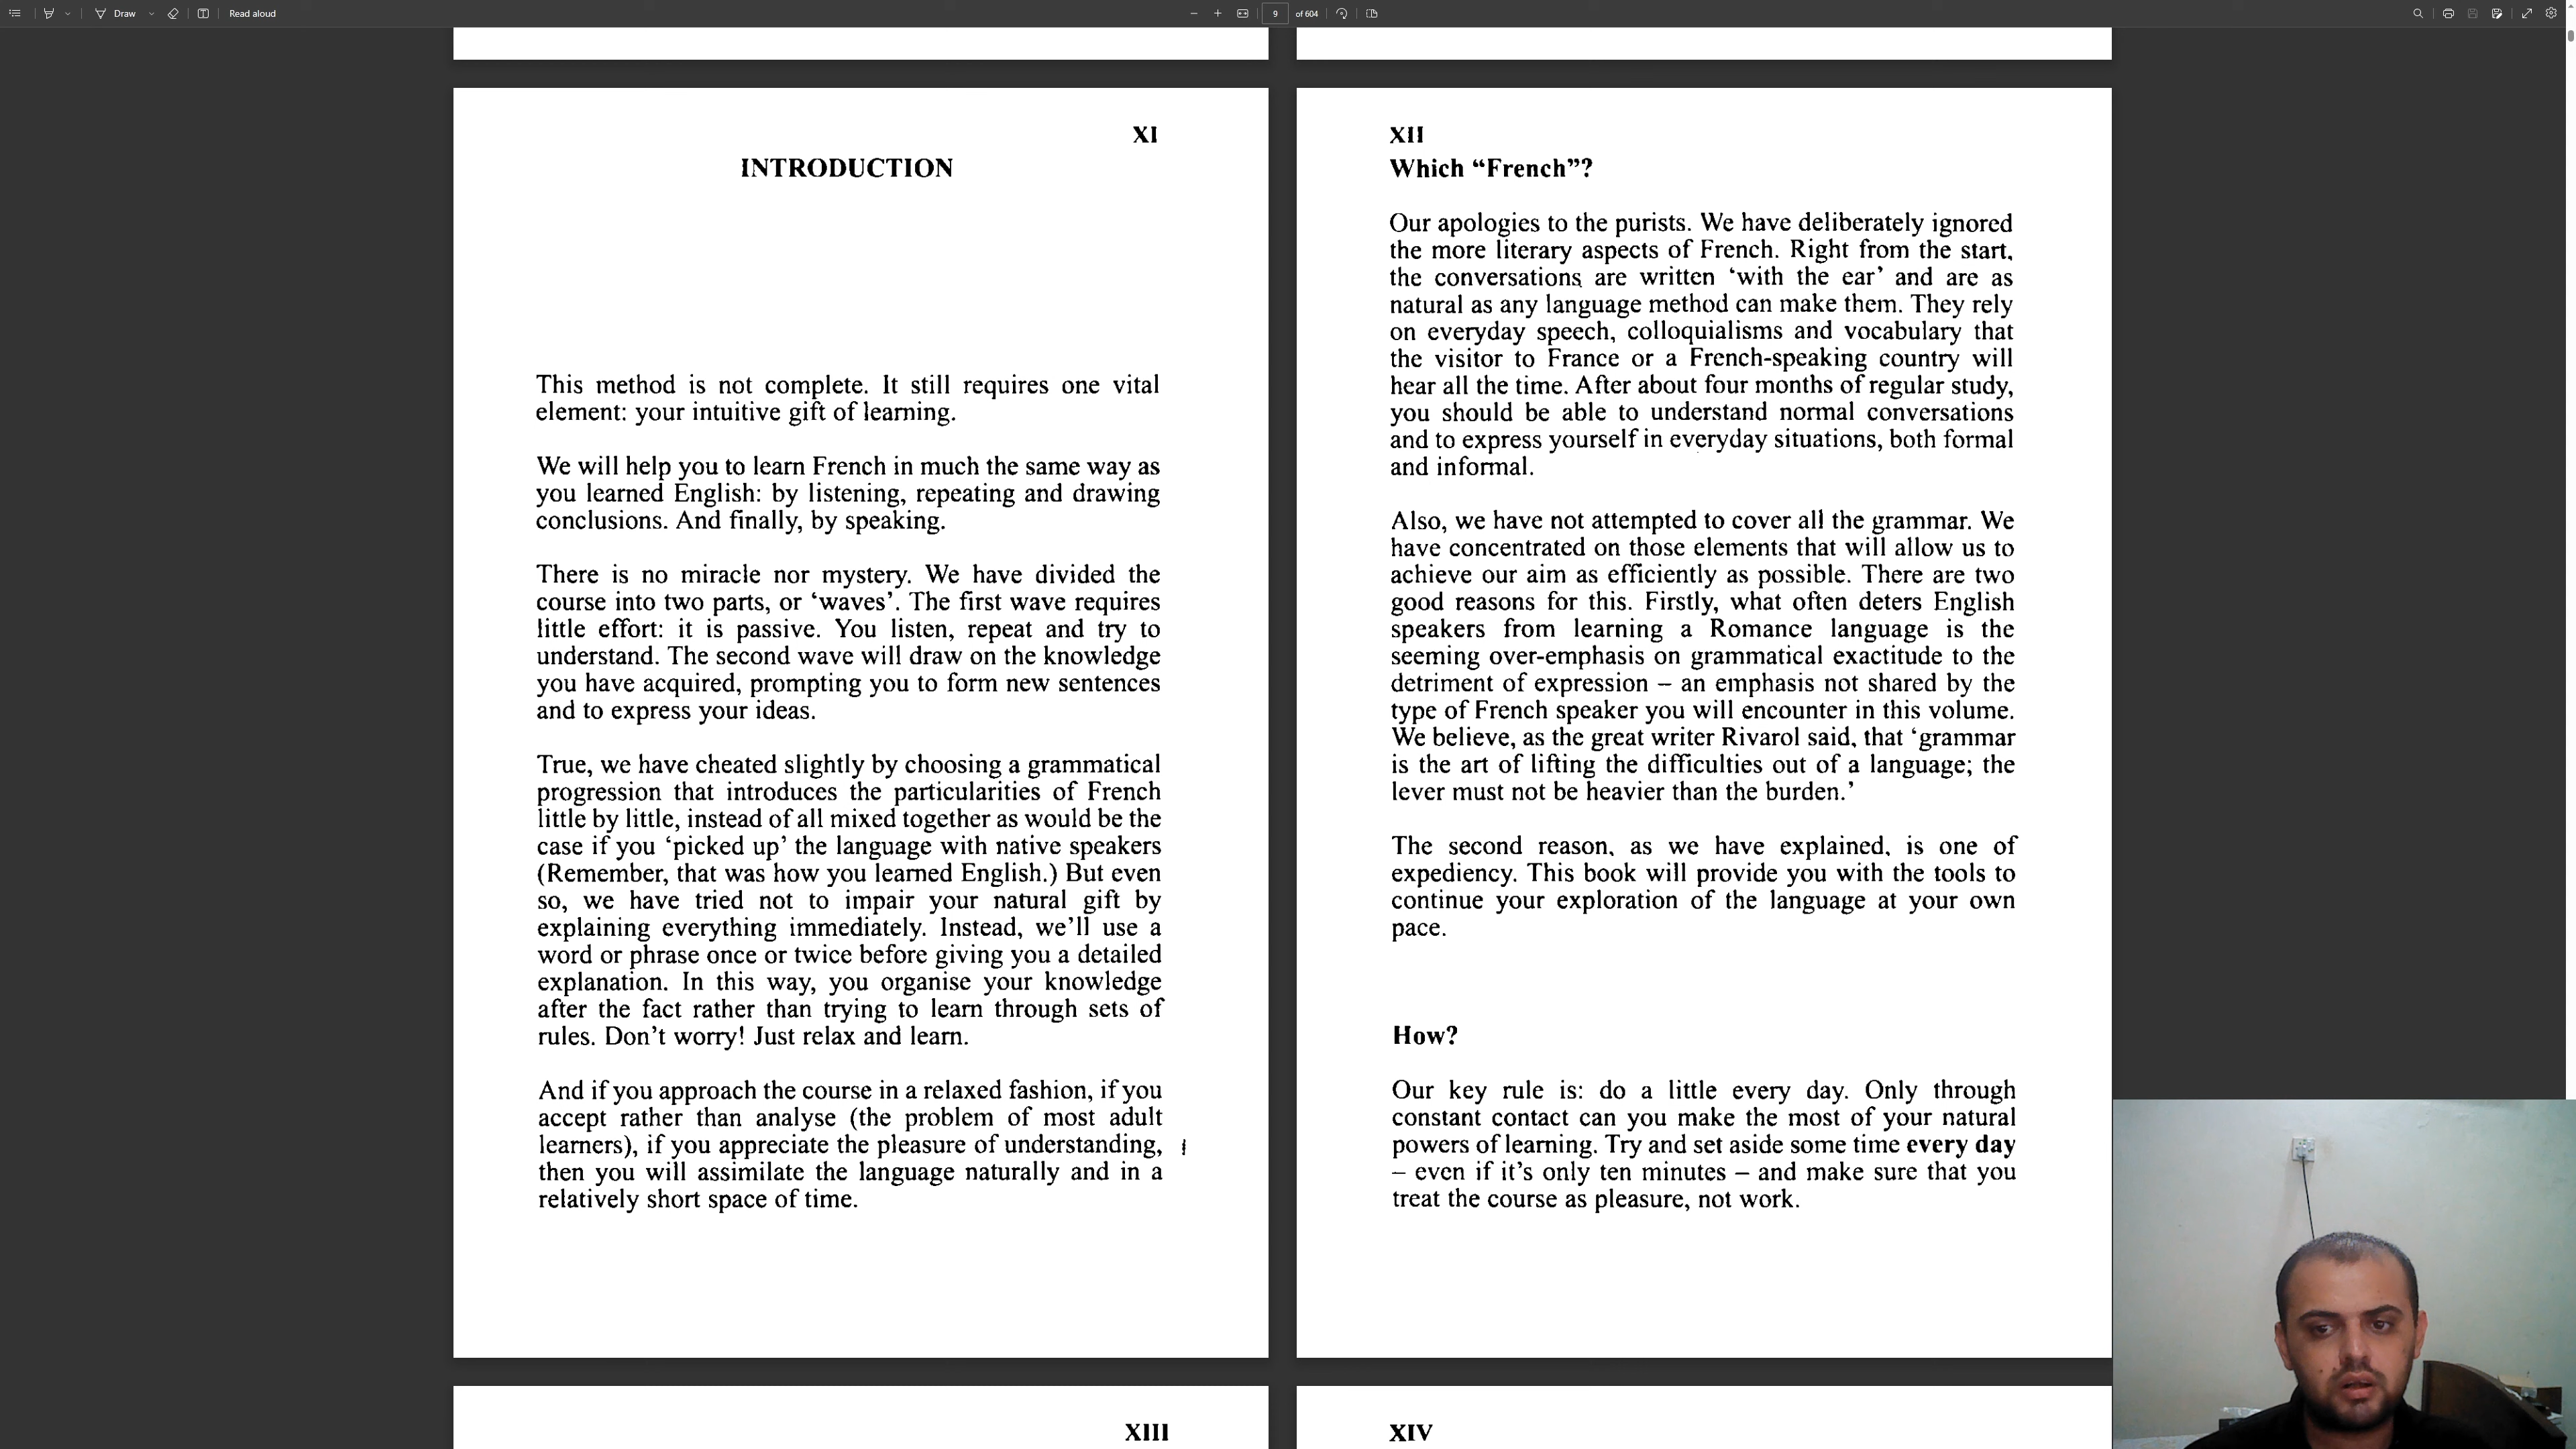 Draw
Read aloud
9 of 604
XI
INTRODUCTION
This method is not complete. It still requires one vital
element: your intuitive gift of learning.
We will help you to learn French in much the same way as
you learned English: by listening, repeating and drawing
conclusions. And finally, by speaking.
There is no miracle nor mystery. We have divided the
course into two parts, or ‘waves’. The first wave requires
little effort: it is passive. You listen, repeat and try to
understand. The second wave will draw on the knowledge
you have acquired, prompting you to form new sentences
and to express your ideas.
True, we have cheated slightly by choosing a grammatical
progression that introduces the particularities of French
little by little, instead of all mixed together as would be the
case if you ‘picked up’ the language with native speakers
(Remember, that was how you learned English.) But even
so, we have tried not to impair your natural gift by
explaining everything immediately. Instead, we’ll use a
word or phrase once or twice before giving you a detailed
explanation. In this way, you organise your knowledge
after the fact rather than trying to learn through sets of
rules. Don’t worry! Just relax and learn.
And if you approach the course in a relaxed fashion, if you
accept rather than analyse (the problem of most adult
learners), if you appreciate the pleasure of understanding,
then you will assimilate the language naturally and in a
relatively short space of time.
XII
Which “French”?
Our apologies to the purists. We have deliberately ignored
the more literary aspects of French. Right from the start,
the conversations are written ‘with the ear’ and are as
natural as any language method can make them. They rely
on everyday speech, colloquialisms and vocabulary that
the visitor to France or a French-speaking country will
hear all the time. After about four months of regular study,
you should be able to understand normal conversations
and to express yourself in everyday situations, both formal
and informal.
Also, we have not attempted to cover all the grammar. We
have concentrated on those elements that will allow us to
achieve our aim as efficiently as possible. There are two
good reasons for this. Firstly, what often deters English
speakers from learning a Romance language is the
seeming over-emphasis on grammatical exactitude to the
detriment of expression – an emphasis not shared by the
type of French speaker you will encounter in this volume.
We believe, as the great writer Rivarol said, that ‘grammar
is the art of lifting the difficulties out of a language; the
lever must not be heavier than the burden.’
The second reason, as we have explained, is one of
expediency. This book will provide you with the tools to
continue your exploration of the language at your own
pace.
How?
Our key rule is: do a little every day. Only through
constant contact can you make the most of your natural
powers of learning. Try and set aside some time every day
– even if it’s only ten minutes – and make sure that you
treat the course as pleasure, not work.
XIII
XIV